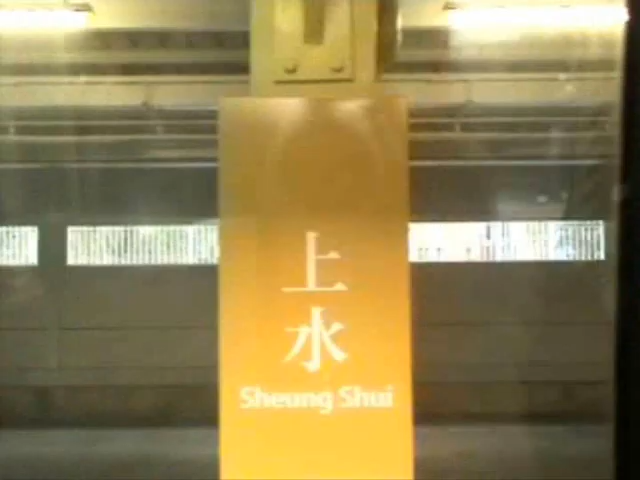 上
水
Sheung Shui